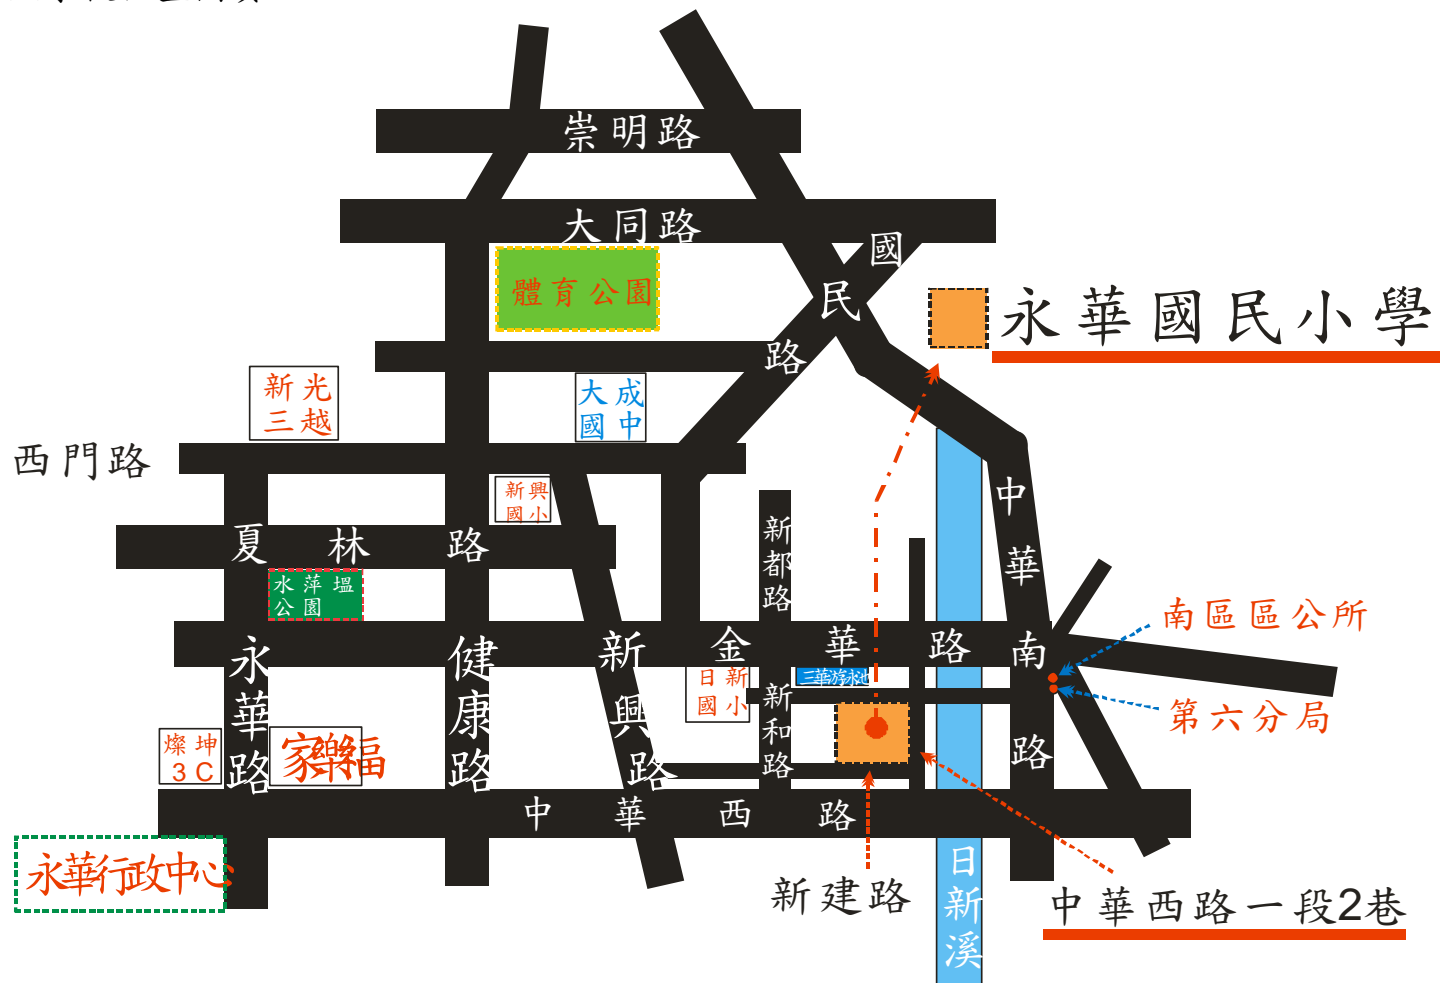 崇明路
大同路
國民路
體育公園
永華國民小學
新光
三越
大成
國中
西門路
新興
國小
中華南路
新都路
夏林路
水萍塭
公園
南區區公所
金華路
永華路
健康路
新興路
日新
國小
新和路
第六分局
燦坤
3C
家樂福
中華西路
永華行政中心
新建路
日新溪
中華西路一段2巷